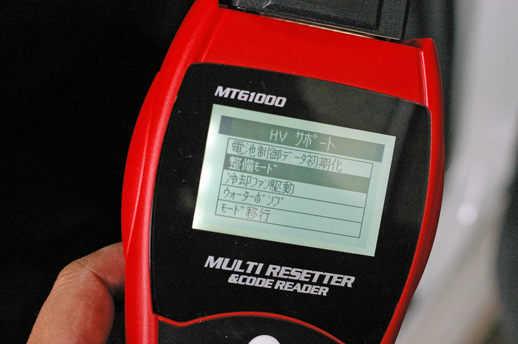 MTG1000
HV サポート
電池制御データ初期化
整備モード
冷却ファン駆動
ウォーターポンプ
モード移行
MULTI RESETTER
&CODE READER